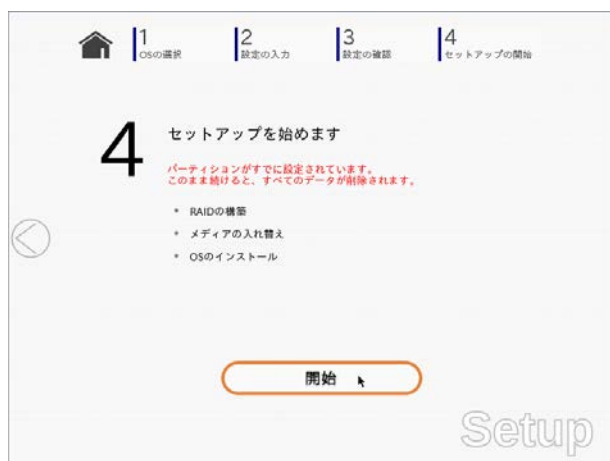 1
OSの選択
2
設定の入力
3
設定の確認
4
セットアップの開始
4
セットアップを始めます
パーティションがすでに設定されています。
このまま続けると、すべてのデータが削除されます。
* RAIDの構築
* メディアの入れ替え
* OSのインストール
開始
Setup